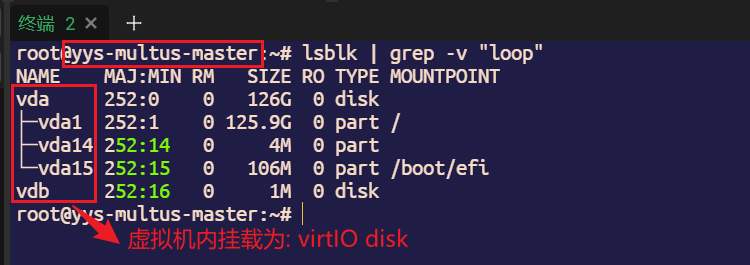 终端 2 × +
root@yys-multus-master:~# lsblk | grep -v "loop"
NAME    MAJ:MIN RM   SIZE RO TYPE MOUNTPOINT
vda     252:0    0   126G  0 disk
├─vda1  252:1    0 125.9G  0 part /
├─vda14 252:14   0     4M  0 part
└─vda15 252:15   0   106M  0 part /boot/efi
vdb     252:16   0     1M  0 disk
root@yys-multus-master:~#
虚拟机内挂载为: virtIO disk